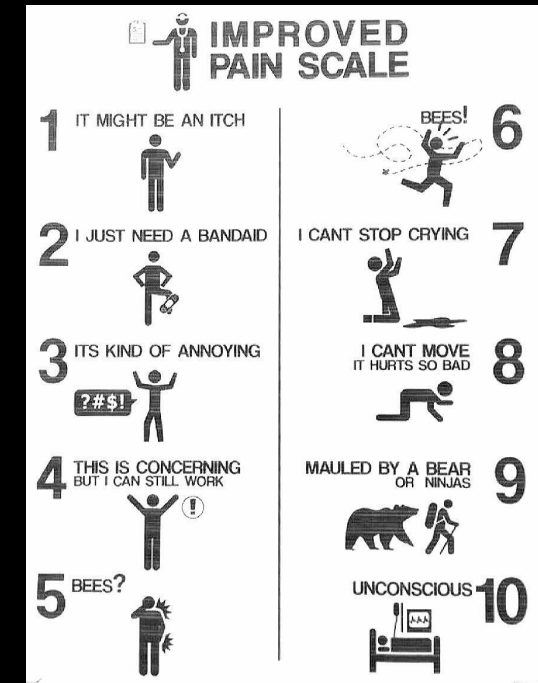 IMPROVED
PAIN SCALE
1 IT MIGHT BE AN ITCH
2 I JUST NEED A BANDAID
3 ITS KIND OF ANNOYING
?#$!
4 THIS IS CONCERNING
BUT I CAN STILL WORK
!
5 BEES?
BEES! 6
I CANT STOP CRYING 7
I CANT MOVE 8
IT HURTS SO BAD
MAULED BY A BEAR 9
OR NINJAS
UNCONSCIOUS 10